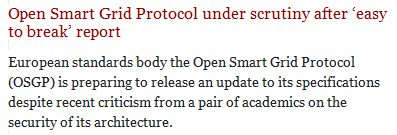 Open Smart Grid Protocol under scrutiny after ‘easy
to break’ report
European standards body the Open Smart Grid Protocol
(OSGP) is preparing to release an update to its specifications
despite recent criticism from a pair of academics on the
security of its architecture.